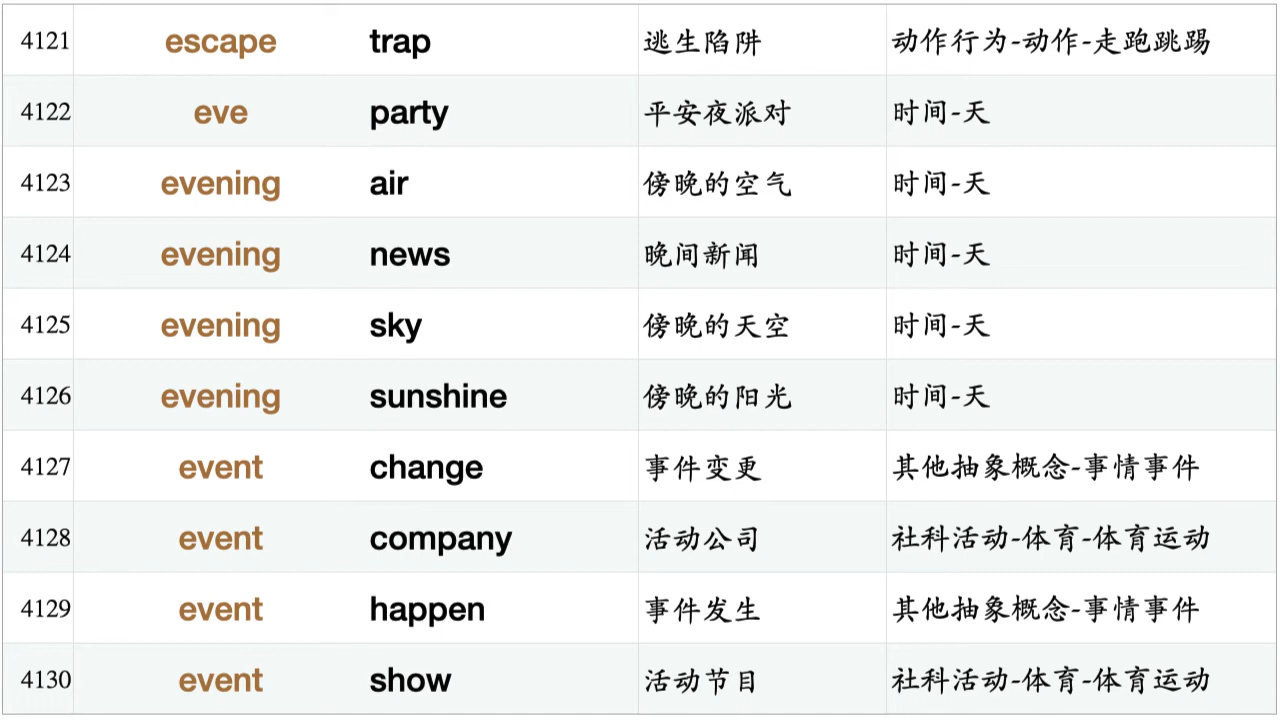 4121 escape trap 逃生陷阱 动作行为-动作-走跑跳踢
4122 eve party 平安夜派对 时间-天
4123 evening air 傍晚的空气 时间-天
4124 evening news 晚间新闻 时间-天
4125 evening sky 傍晚的天空 时间-天
4126 evening sunshine 傍晚的阳光 时间-天
4127 event change 事件变更 其他抽象概念-事情事件
4128 event company 活动公司 社科活动-体育-体育运动
4129 event happen 事件发生 其他抽象概念-事情事件
4130 event show 活动节目 社科活动-体育-体育运动